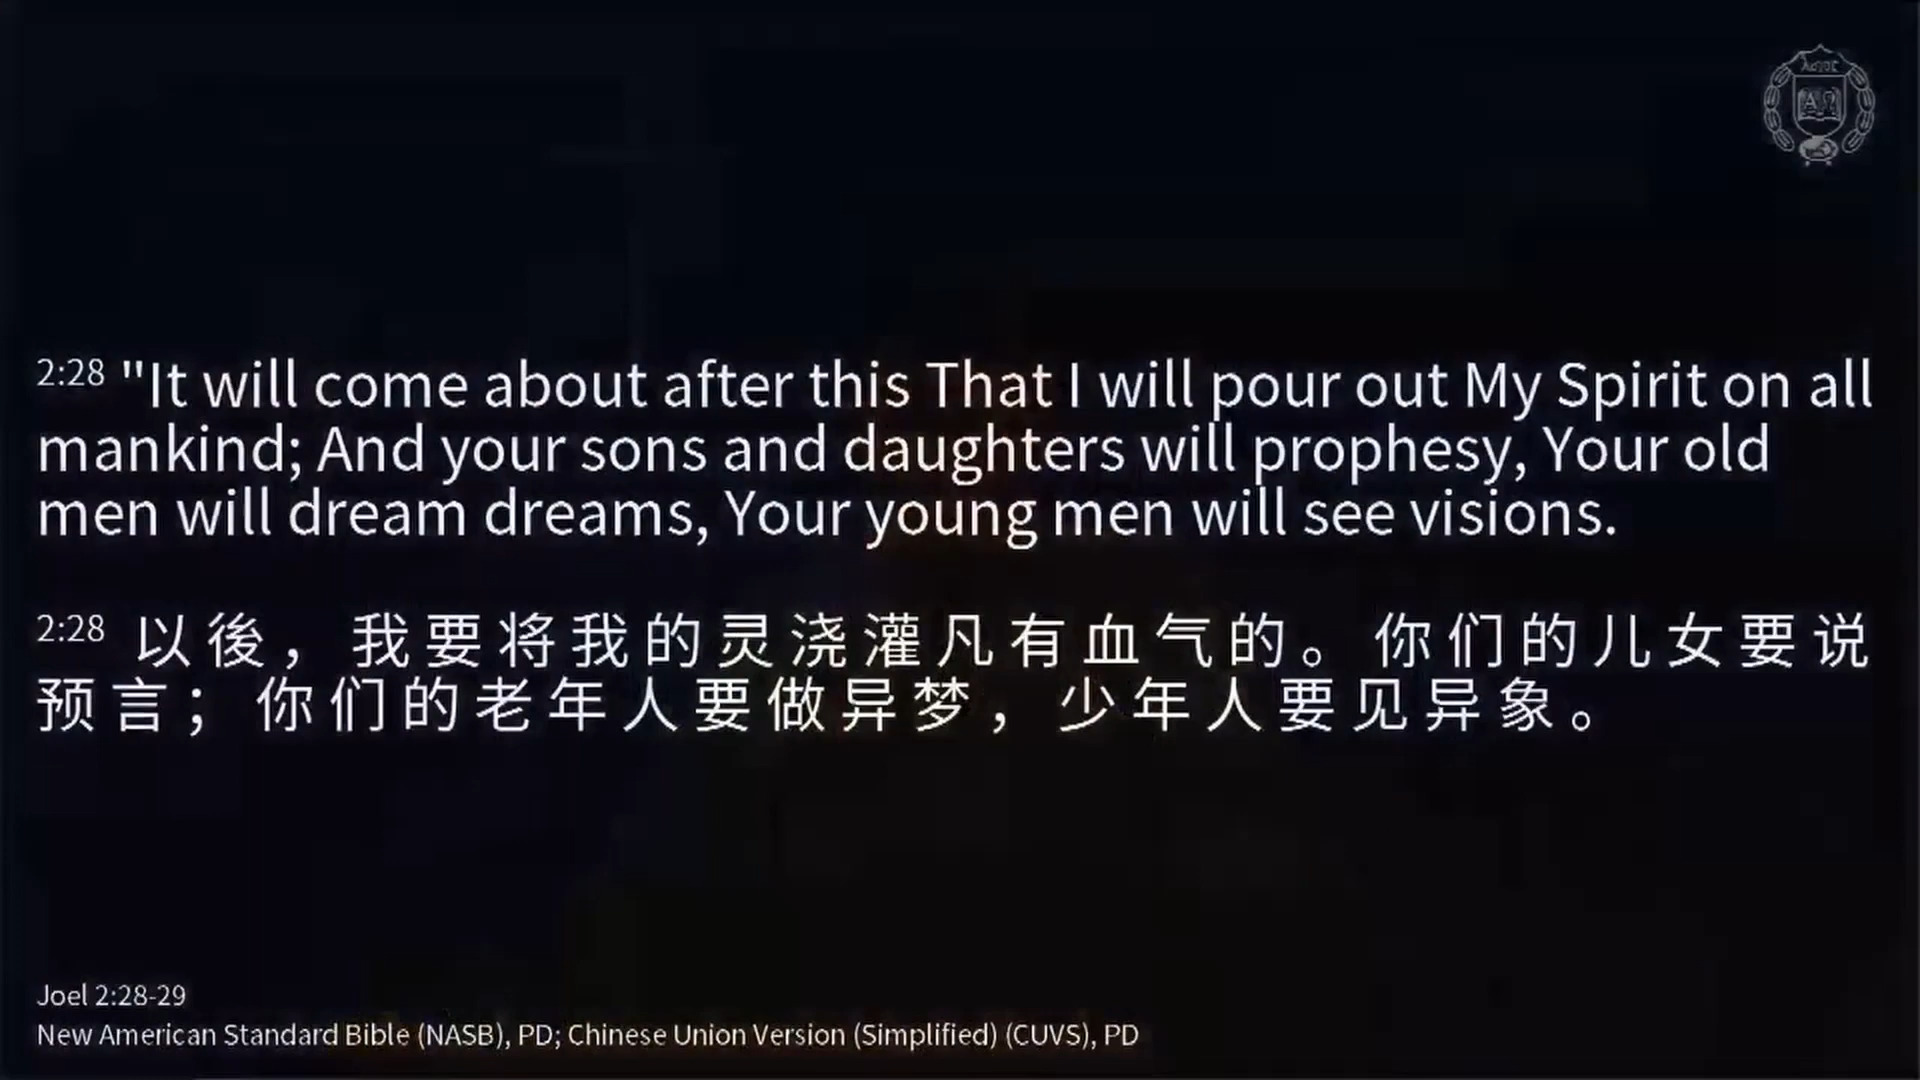 2:28 "It will come about after this That I will pour out My Spirit on all
mankind; And your sons and daughters will prophesy, Your old
men will dream dreams, Your young men will see visions.
2:28 以後，我要将我的灵浇灌凡有血气的。你们的儿女要说
预言；你们的老年人要做异梦，少年人要见异象。
Joel 2:28-29
New American Standard Bible (NASB), PD; Chinese Union Version (Simplified) (CUVS), PD